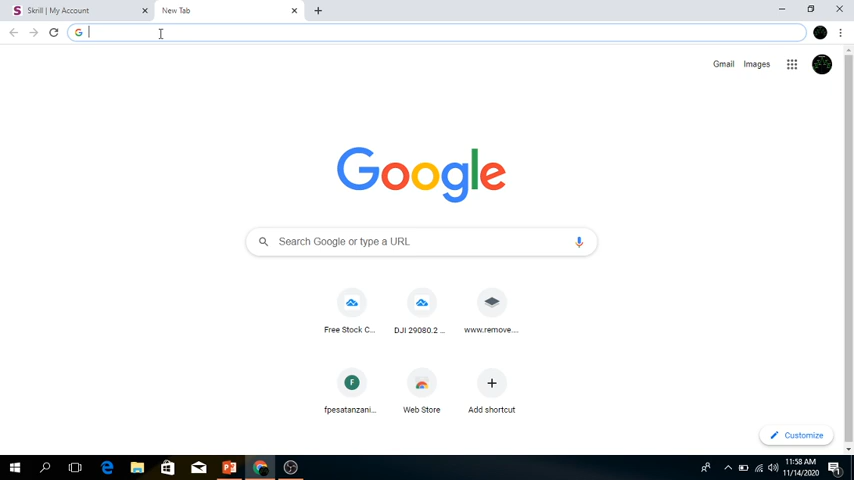 Skrill | My Account
New Tab
Gmail Images
Google
Search Google or type a URL
Free Stock C... DJI 29080.2 ... www.remove...
F
fpesatanzani... Web Store Add shortcut
Customize
11:58 AM
11/14/2020
1